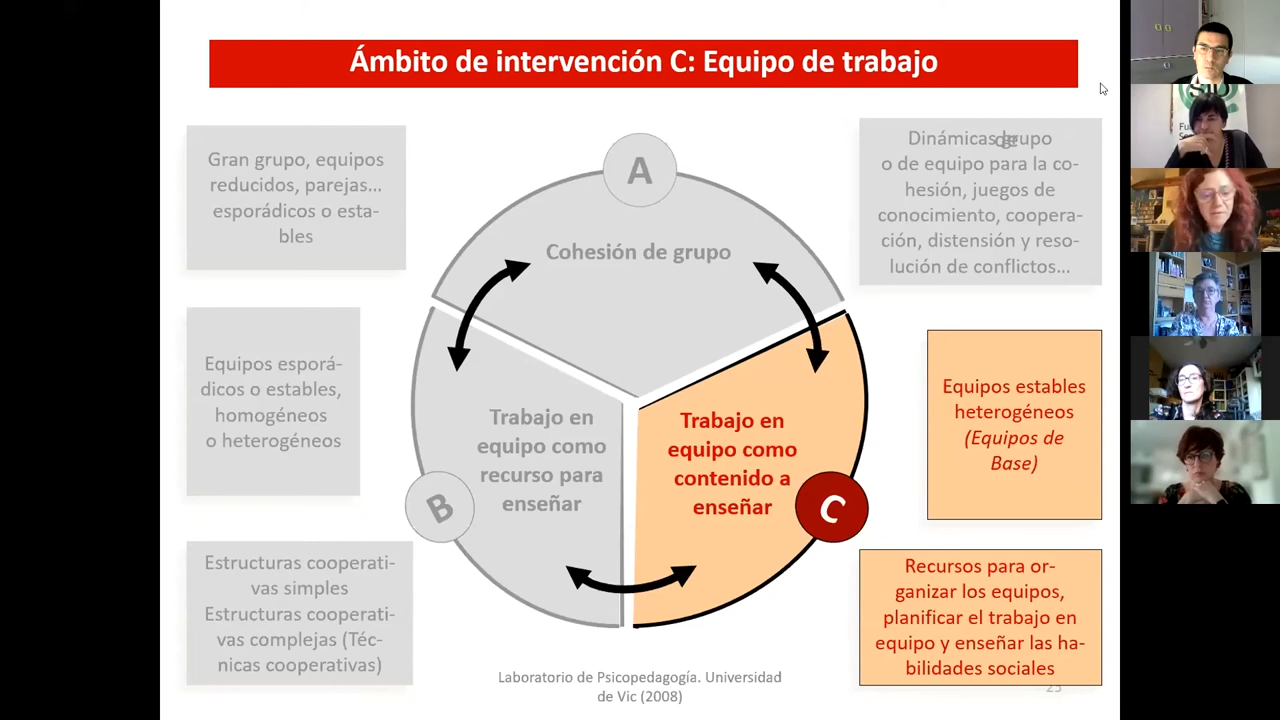 Ámbito de intervención C: Equipo de trabajo
Gran grupo, equipos
reducidos, parejas...
esporádicos o esta-
bles
A
Dinámicas de grupo
o de equipo para la co-
hesión, juegos de
conocimiento, coopera-
ción, distensión y reso-
lución de conflictos...
Cohesión de grupo
Equipos esporá-
dicos o estables,
homogéneos
o heterogéneos
Trabajo en
equipo como
recurso para
enseñar
B
Trabajo en
equipo como
contenido a
enseñar
C
Equipos estables
heterogéneos
(Equipos de
Base)
Estructuras cooperati-
vas simples
Estructuras cooperati-
vas complejas (Téc-
nicas cooperativas)
Recursos para or-
ganizar los equipos,
planificar el trabajo en
equipo y enseñar las ha-
bilidades sociales
Laboratorio de Psicopedagogía. Universidad
de Vic (2008)